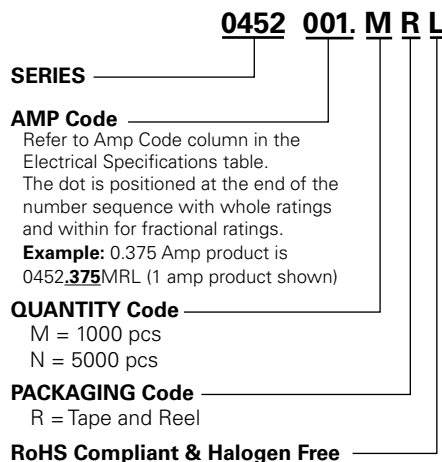 0452 001. M R L
SERIES
AMP Code
Refer to Amp Code column in the
Electrical Specifications table.
The dot is positioned at the end of the
number sequence with whole ratings
and within for fractional ratings.
Example: 0.375 Amp product is
0452.375MRL (1 amp product shown)
QUANTITY Code
M = 1000 pcs
N = 5000 pcs
PACKAGING Code
R = Tape and Reel
RoHS Compliant & Halogen Free